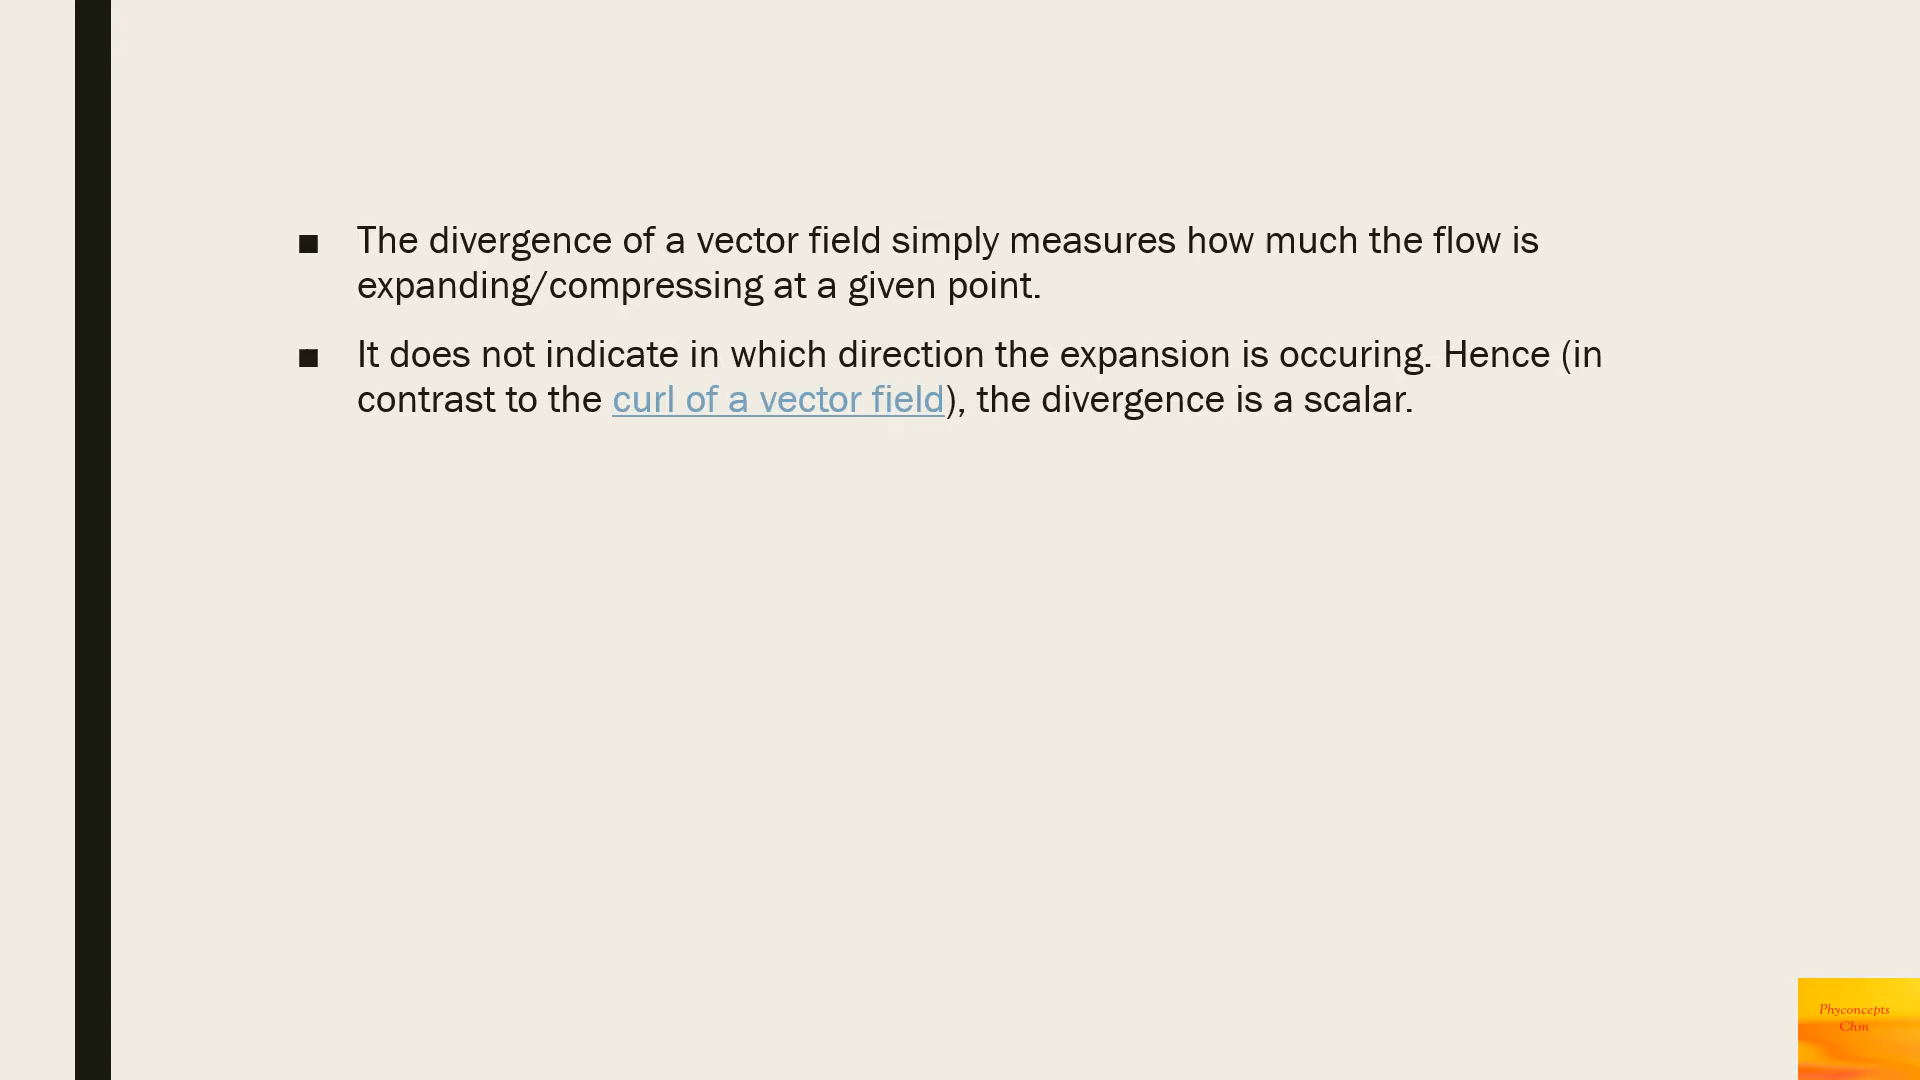 ■ The divergence of a vector field simply measures how much the flow is
expanding/compressing at a given point.
■ It does not indicate in which direction the expansion is occuring. Hence (in
contrast to the curl of a vector field), the divergence is a scalar.
Phyconcepts
Chm